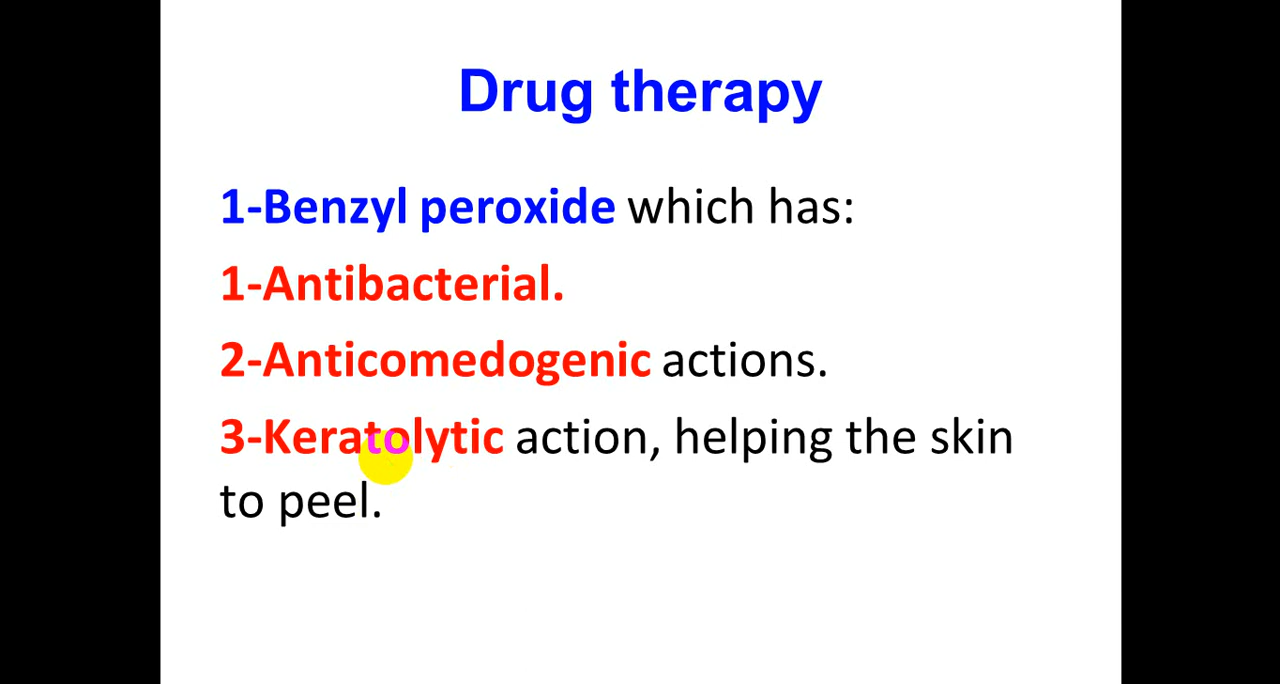 Drug therapy
1-Benzyl peroxide which has:
1-Antibacterial.
2-Anticomedogenic actions.
3-Keratolytic action, helping the skin
to peel.